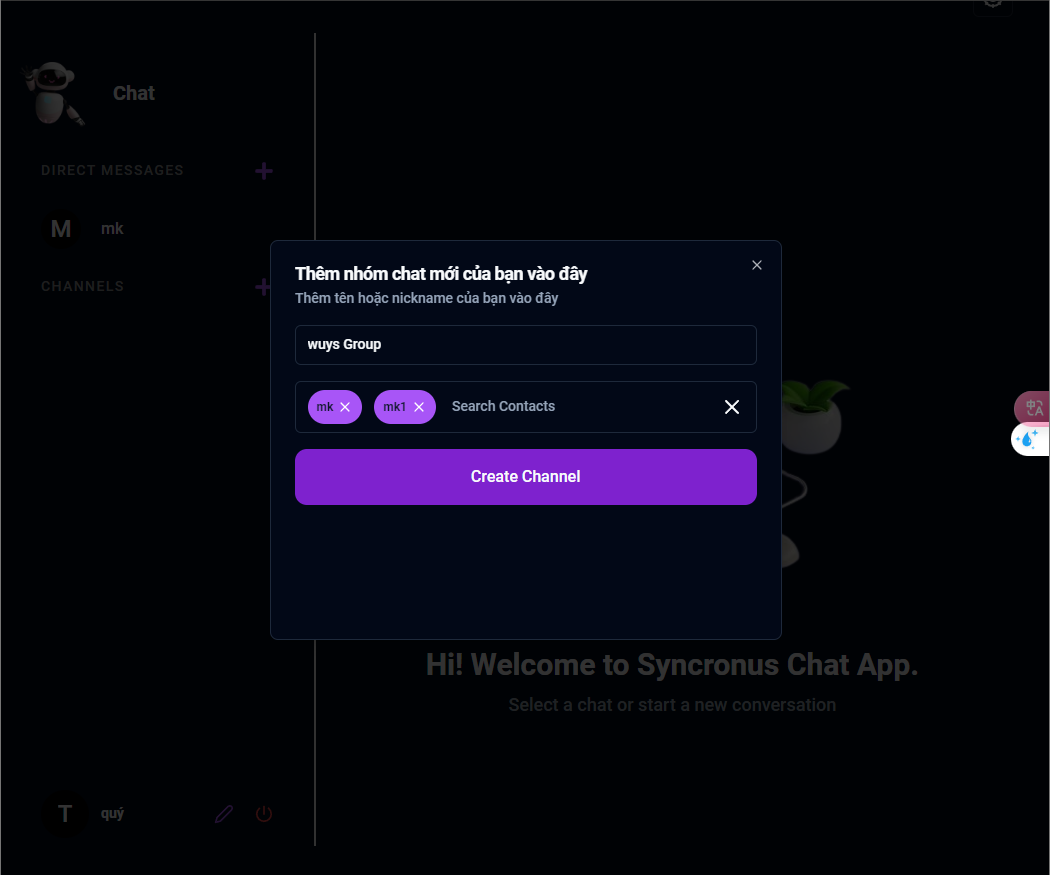 Chat
DIRECT MESSAGES
M mk
CHANNELS
Thêm nhóm chat mới của bạn vào đây
Thêm tên hoặc nickname của bạn vào đây
wuys Group
mk mk1 Search Contacts
Create Channel
Hi! Welcome to Syncronus Chat App.
Select a chat or start a new conversation
T quý
中A